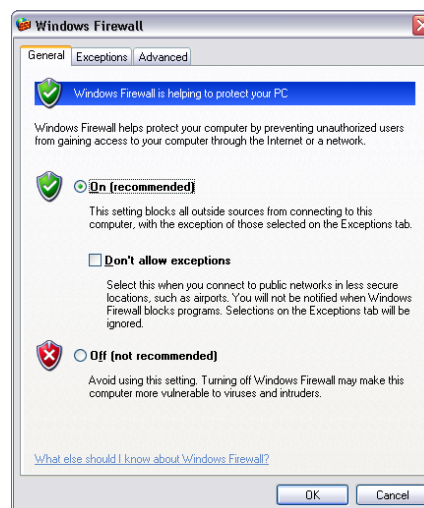 Windows Firewall
General Exceptions Advanced
Windows Firewall is helping to protect your PC
Windows Firewall helps protect your computer by preventing unauthorized users
from gaining access to your computer through the Internet or a network.
On (recommended)
This setting blocks all outside sources from connecting to this
computer, with the exception of those selected on the Exceptions tab.
Don't allow exceptions
Select this when you connect to public networks in less secure
locations, such as airports. You will not be notified when Windows
Firewall blocks programs. Selections on the Exceptions tab will be
ignored.
Off (not recommended)
Avoid using this setting. Turning off Windows Firewall may make this
computer more vulnerable to viruses and intruders.
What else should I know about Windows Firewall?
OK Cancel